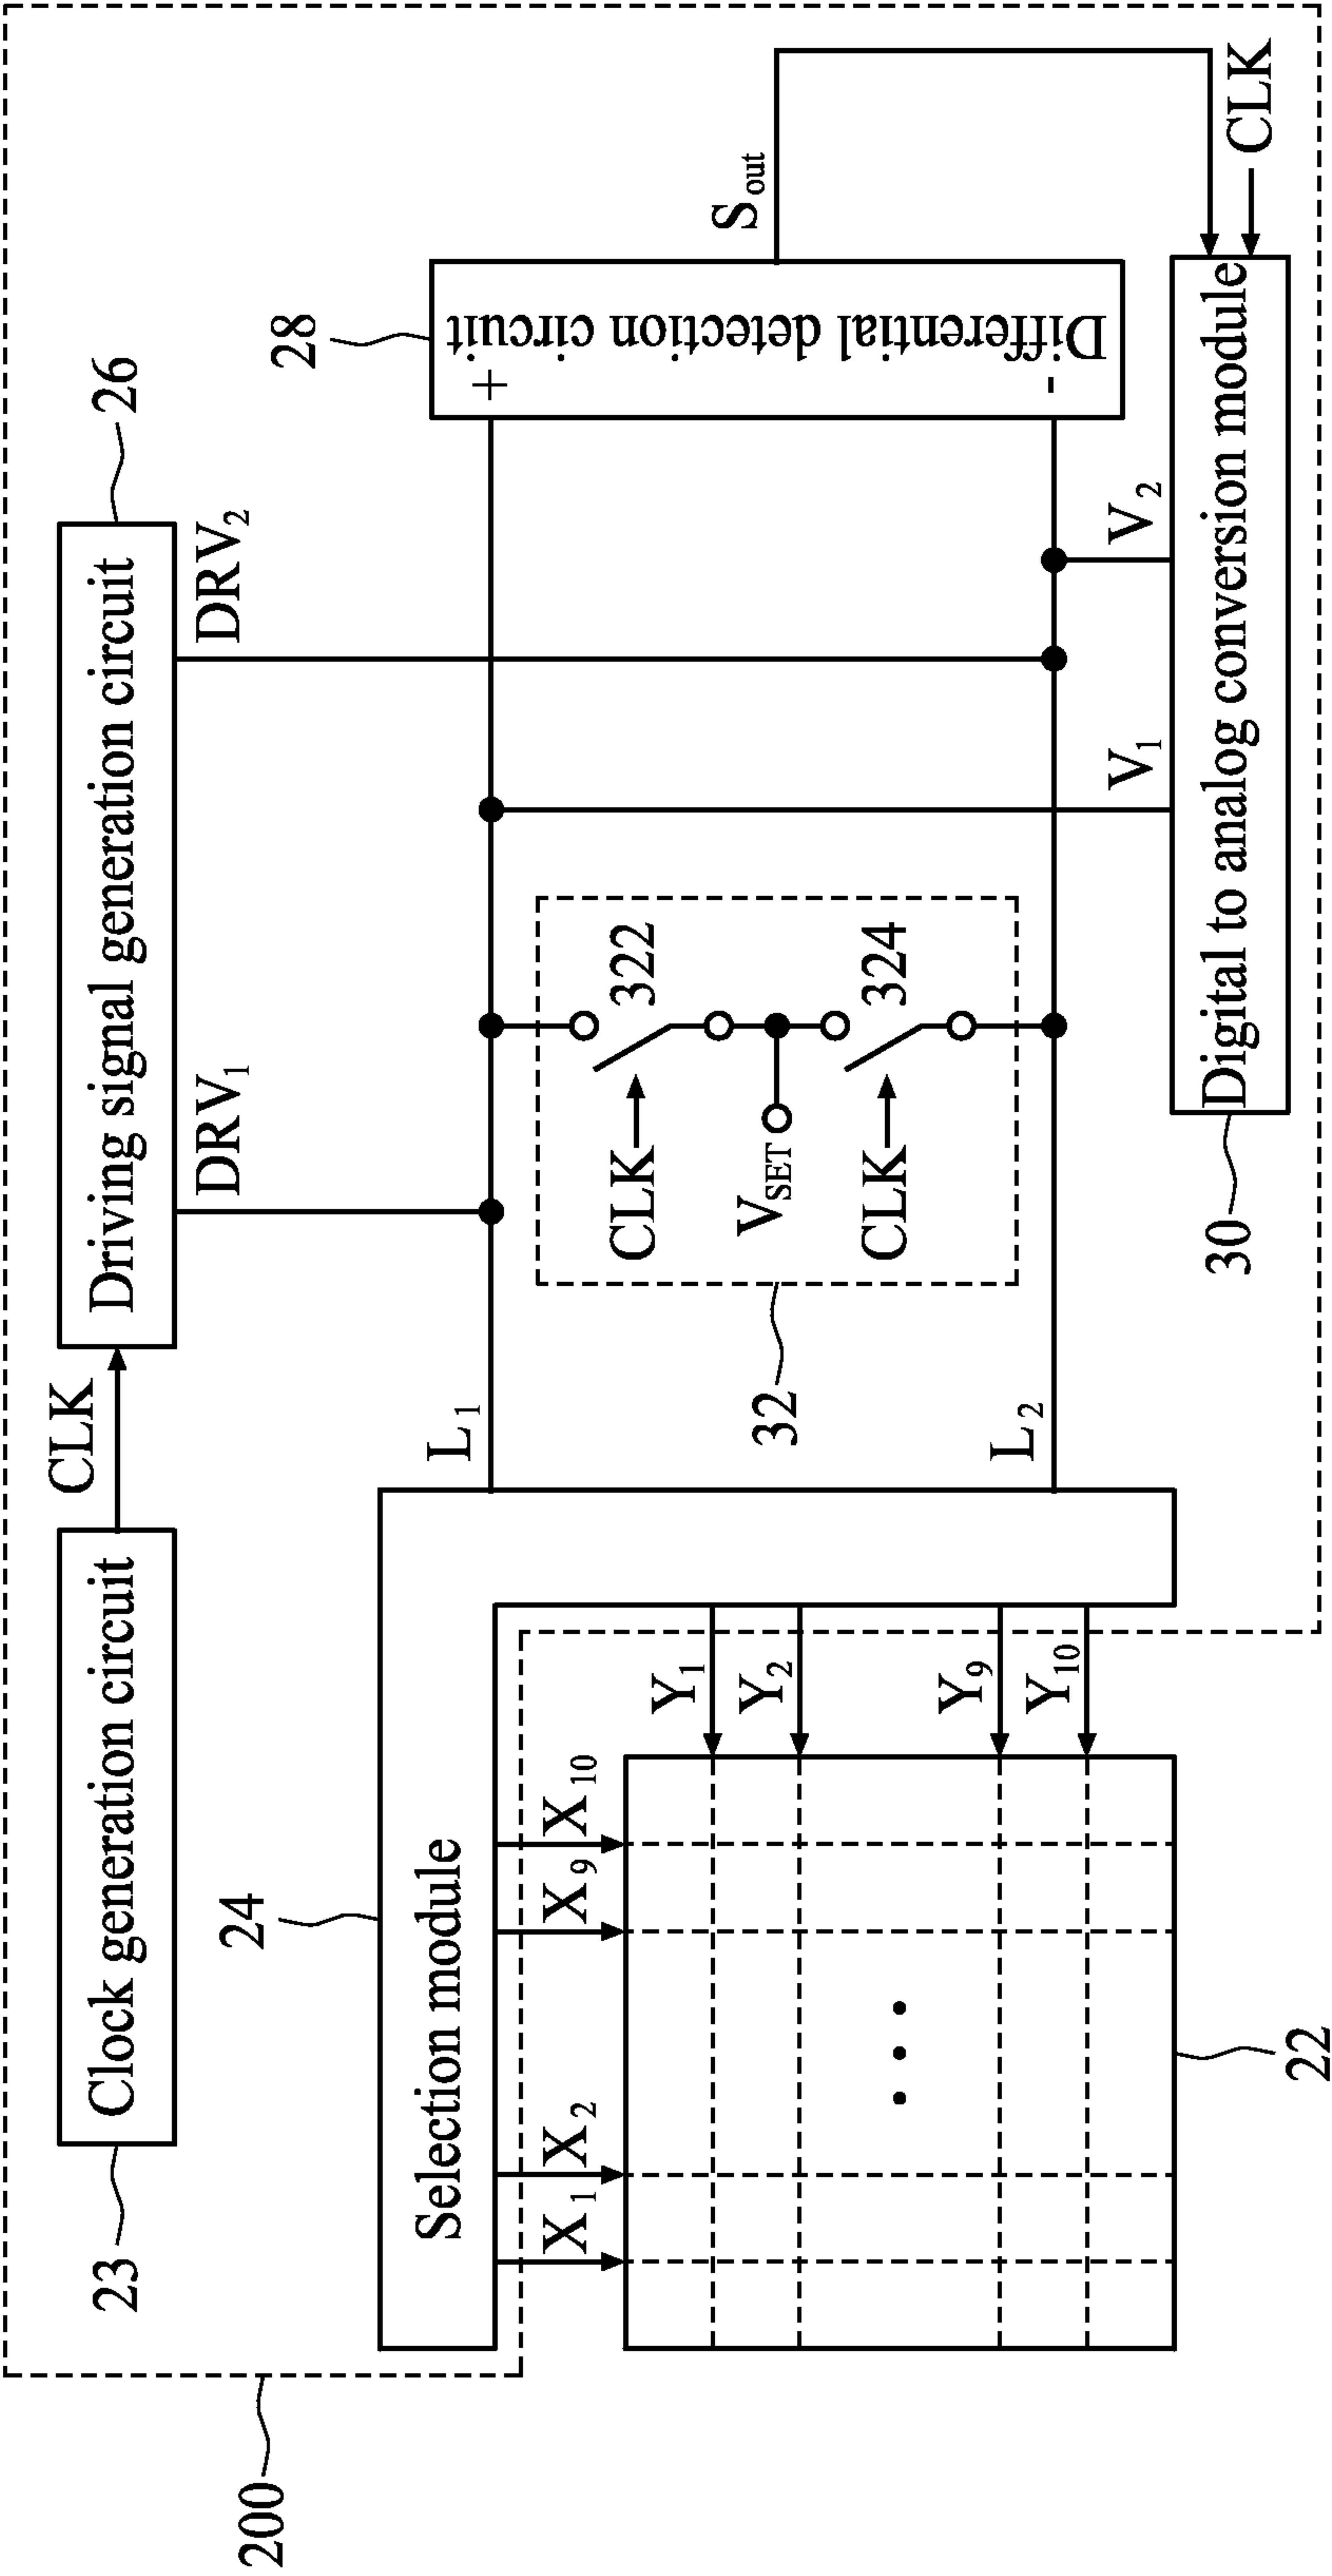 200
23
Clock generation circuit
CLK
Driving signal generation circuit
26
DRV1
DRV2
24
Selection module
L1
L2
28
+
-
Differential detection circuit
Sout
32
CLK
322
VSET
CLK
324
V1
V2
30
Digital to analog conversion module
CLK
X1
X2
X9
X10
Y1
Y2
Y9
Y10
22